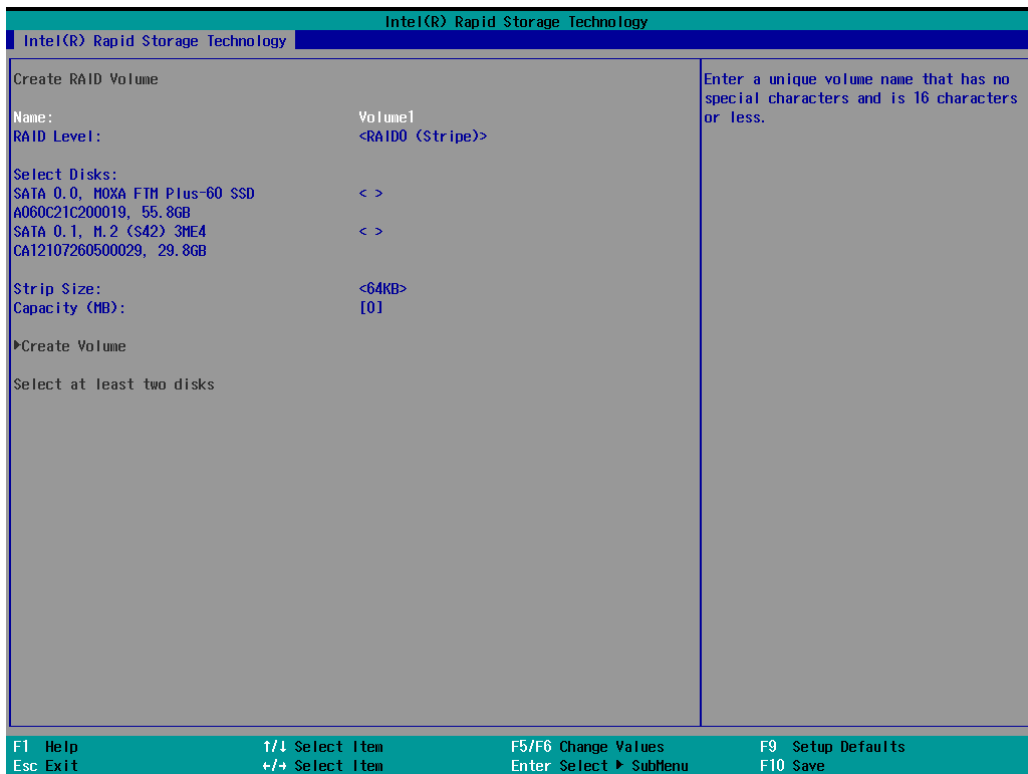 Intel(R) Rapid Storage Technology
Intel(R) Rapid Storage Technology
Create RAID Volume
Enter a unique volume name that has no
special characters and is 16 characters
or less.
Name: Volume1
RAID Level: <RAID0 (Stripe)>
Select Disks:
SATA 0.0, MOXA FTM Plus-60 SSD < >
A060C21C200019, 55.8GB
SATA 0.1, M.2 (S42) 3ME4 < >
CA12107260500029, 29.8GB
Strip Size: <64KB>
Capacity (MB): [0]
▶Create Volume
Select at least two disks
F1 Help ↑/↓ Select Item F5/F6 Change Values F9 Setup Defaults
Esc Exit ←/→ Select Item Enter Select ▶ SubMenu F10 Save